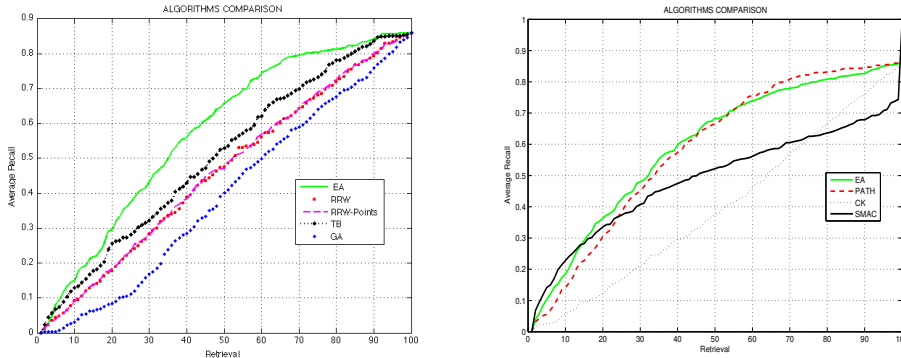 ALGORITHMS COMPARISON
0.9
0.8
0.7
0.6
0.5
0.4
0.3
0.2
0.1
0
Average Recall
0 10 20 30 40 50 60 70 80 90 100
Retrieval
EA
RRW
RRW-Points
TB
GA
ALGORITHMS COMPARISON
1
0.9
0.8
0.7
0.6
0.5
0.4
0.3
0.2
0.1
0
Average Recall
0 10 20 30 40 50 60 70 80 90 100
Retrieval
EA
PATH
CK
SMAC